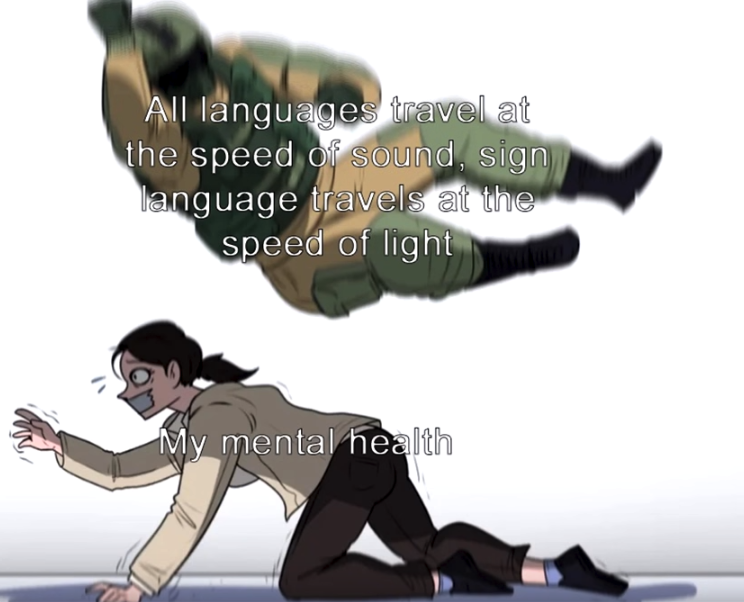 All languages travel at
the speed of sound, sign
language travels at the
speed of light
My mental health